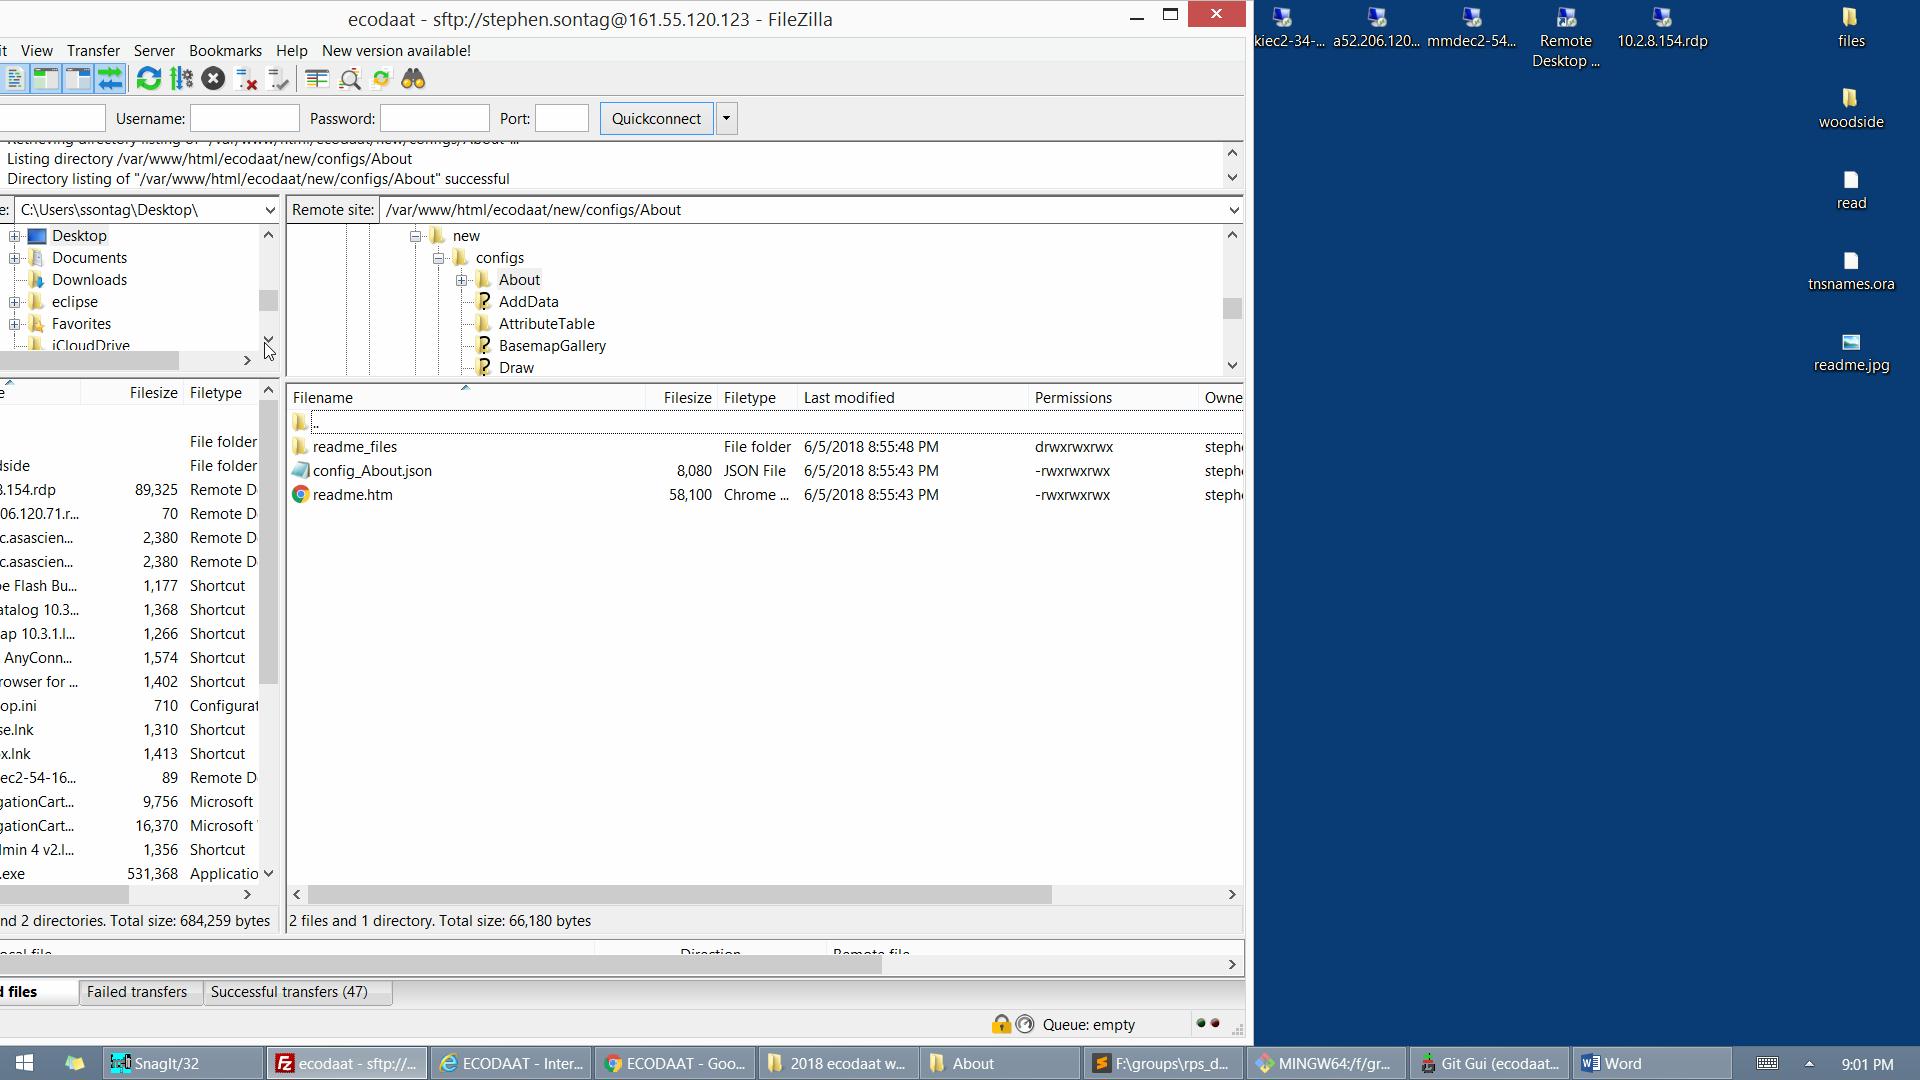 ecodaat - sftp://stephen.sontag@161.55.120.123 - FileZilla
it View Transfer Server Bookmarks Help New version available!
Username: Password: Port: Quickconnect
Listing directory /var/www/html/ecodaat/new/configs/About
Directory listing of "/var/www/html/ecodaat/new/configs/About" successful
e: C:\Users\ssontag\Desktop\
Desktop
Documents
Downloads
eclipse
Favorites
iCloudDrive
Remote site: /var/www/html/ecodaat/new/configs/About
new
configs
About
AddData
AttributeTable
BasemapGallery
Draw
e Filesize Filetype
File folder
dside File folder
8.154.rdp 89,325 Remote D
06.120.71.r... 70 Remote D
c.asascien... 2,380 Remote D
c.asascien... 2,380 Remote D
be Flash Bu... 1,177 Shortcut
atalog 10.3... 1,368 Shortcut
ap 10.3.1.l... 1,266 Shortcut
AnyConn... 1,574 Shortcut
rowser for ... 1,402 Shortcut
op.ini 710 Configurat
se.lnk 1,310 Shortcut
x.lnk 1,413 Shortcut
ec2-54-16... 89 Remote D
gationCart... 9,756 Microsoft
gationCart... 16,370 Microsoft
lmin 4 v2.l... 1,356 Shortcut
.exe 531,368 Applicatio
nd 2 directories. Total size: 684,259 bytes
Filename Filesize Filetype Last modified Permissions Owne
..
readme_files File folder 6/5/2018 8:55:48 PM drwxrwxrwx steph
config_About.json 8,080 JSON File 6/5/2018 8:55:43 PM -rwxrwxrwx steph
readme.htm 58,100 Chrome ... 6/5/2018 8:55:43 PM -rwxrwxrwx steph
2 files and 1 directory. Total size: 66,180 bytes
ocal file Direction Remote file
d files Failed transfers Successful transfers (47)
Queue: empty
kiec2-34-... a52.206.120... mmdec2-54... Remote Desktop ... 10.2.8.154.rdp files
woodside
read
tnsnames.ora
readme.jpg
SnagIt/32 ecodaat - sftp://... ECODAAT - Inter... ECODAAT - Goo... 2018 ecodaat w... About F:\groups\rps_d... MINGW64:/f/gr... Git Gui (ecodaat... Word 9:01 PM